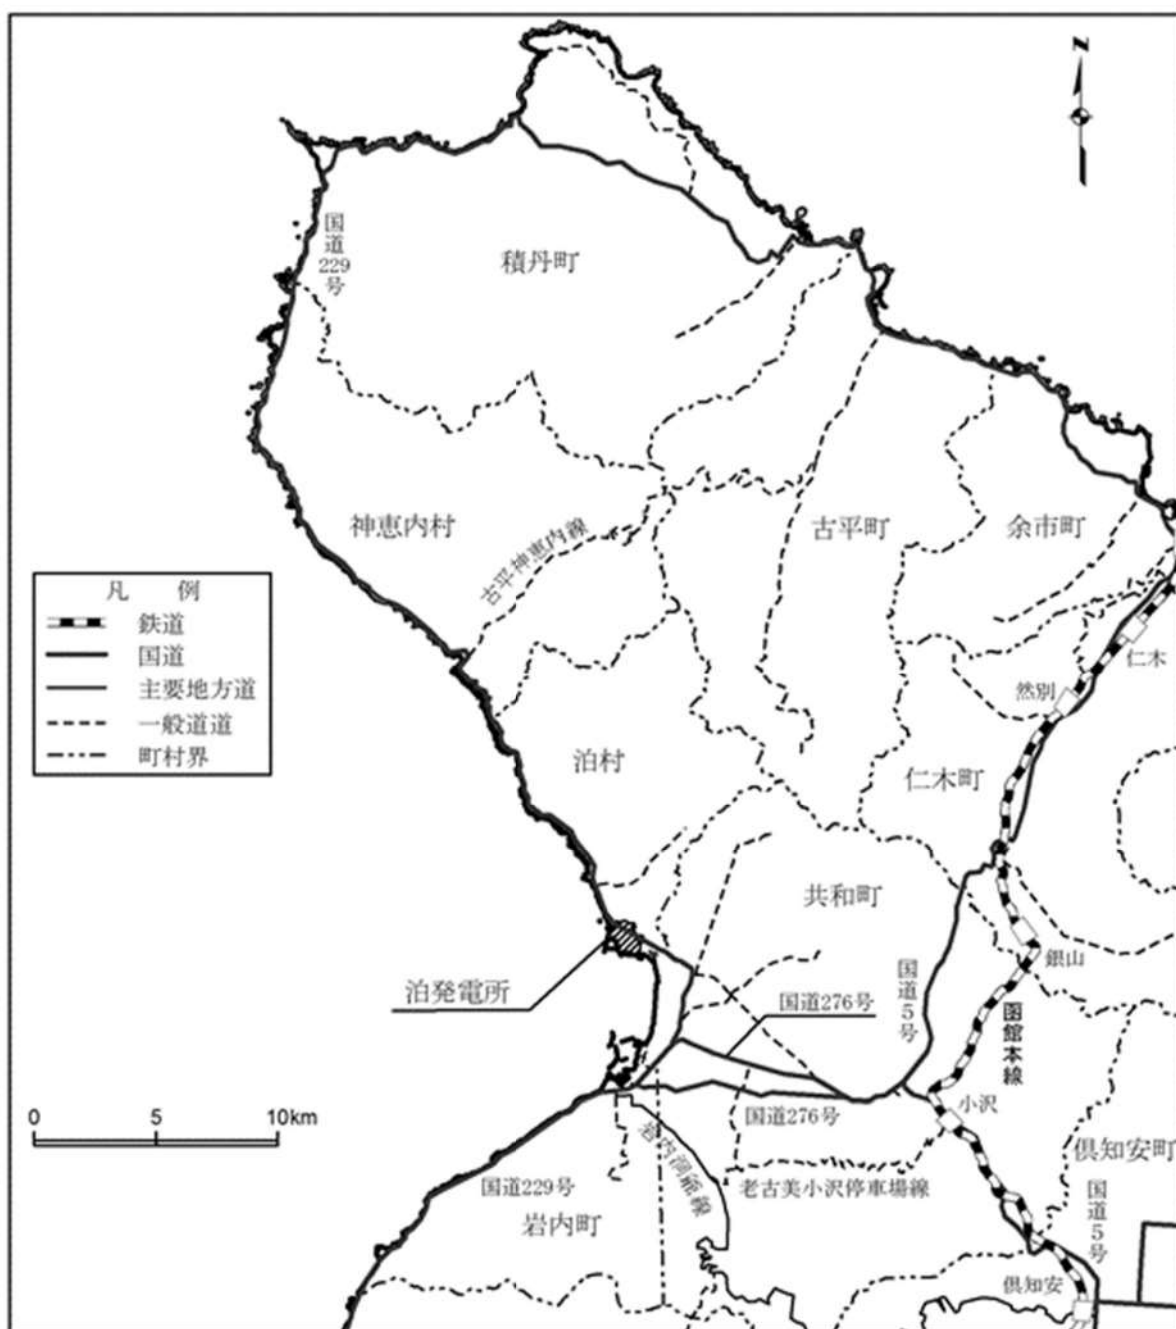 N
国道229号
積丹町
神恵内村
古平神恵内線
古平町
余市町
凡 例
鉄道
国道
主要地方道
一般道道
町村界
仁木
然別
泊村
仁木町
共和町
泊発電所
国道276号
国道5号
銀山
函館本線
0 5 10km
小沢
国道276号
岩内洞爺線
倶知安町
国道229号
老古美小沢停車場線
国道5号
岩内町
倶知安